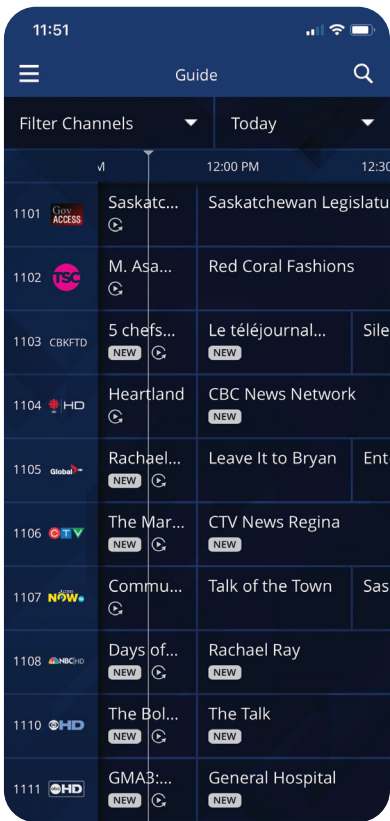 11:51
Guide
Filter Channels
Today
M
12:00 PM
12:30
1101
Gov
ACCESS
Saskatc...
Saskatchewan Legislatu
1102
TSC
M. Asa...
Red Coral Fashions
1103 CBKFTD
5 chefs...
NEW
Le téléjournal...
NEW
Sile
1104
HD
Heartland
CBC News Network
NEW
1105
Global
Rachael...
NEW
Leave It to Bryan
Ent
1106
CTV
The Mar...
NEW
CTV News Regina
NEW
1107
NOW
Commu...
Talk of the Town
Sas
1108
NBC HD
Days of...
NEW
Rachael Ray
NEW
1110
HD
The Bol...
NEW
The Talk
NEW
1111
HD
GMA3:...
NEW
General Hospital
NEW